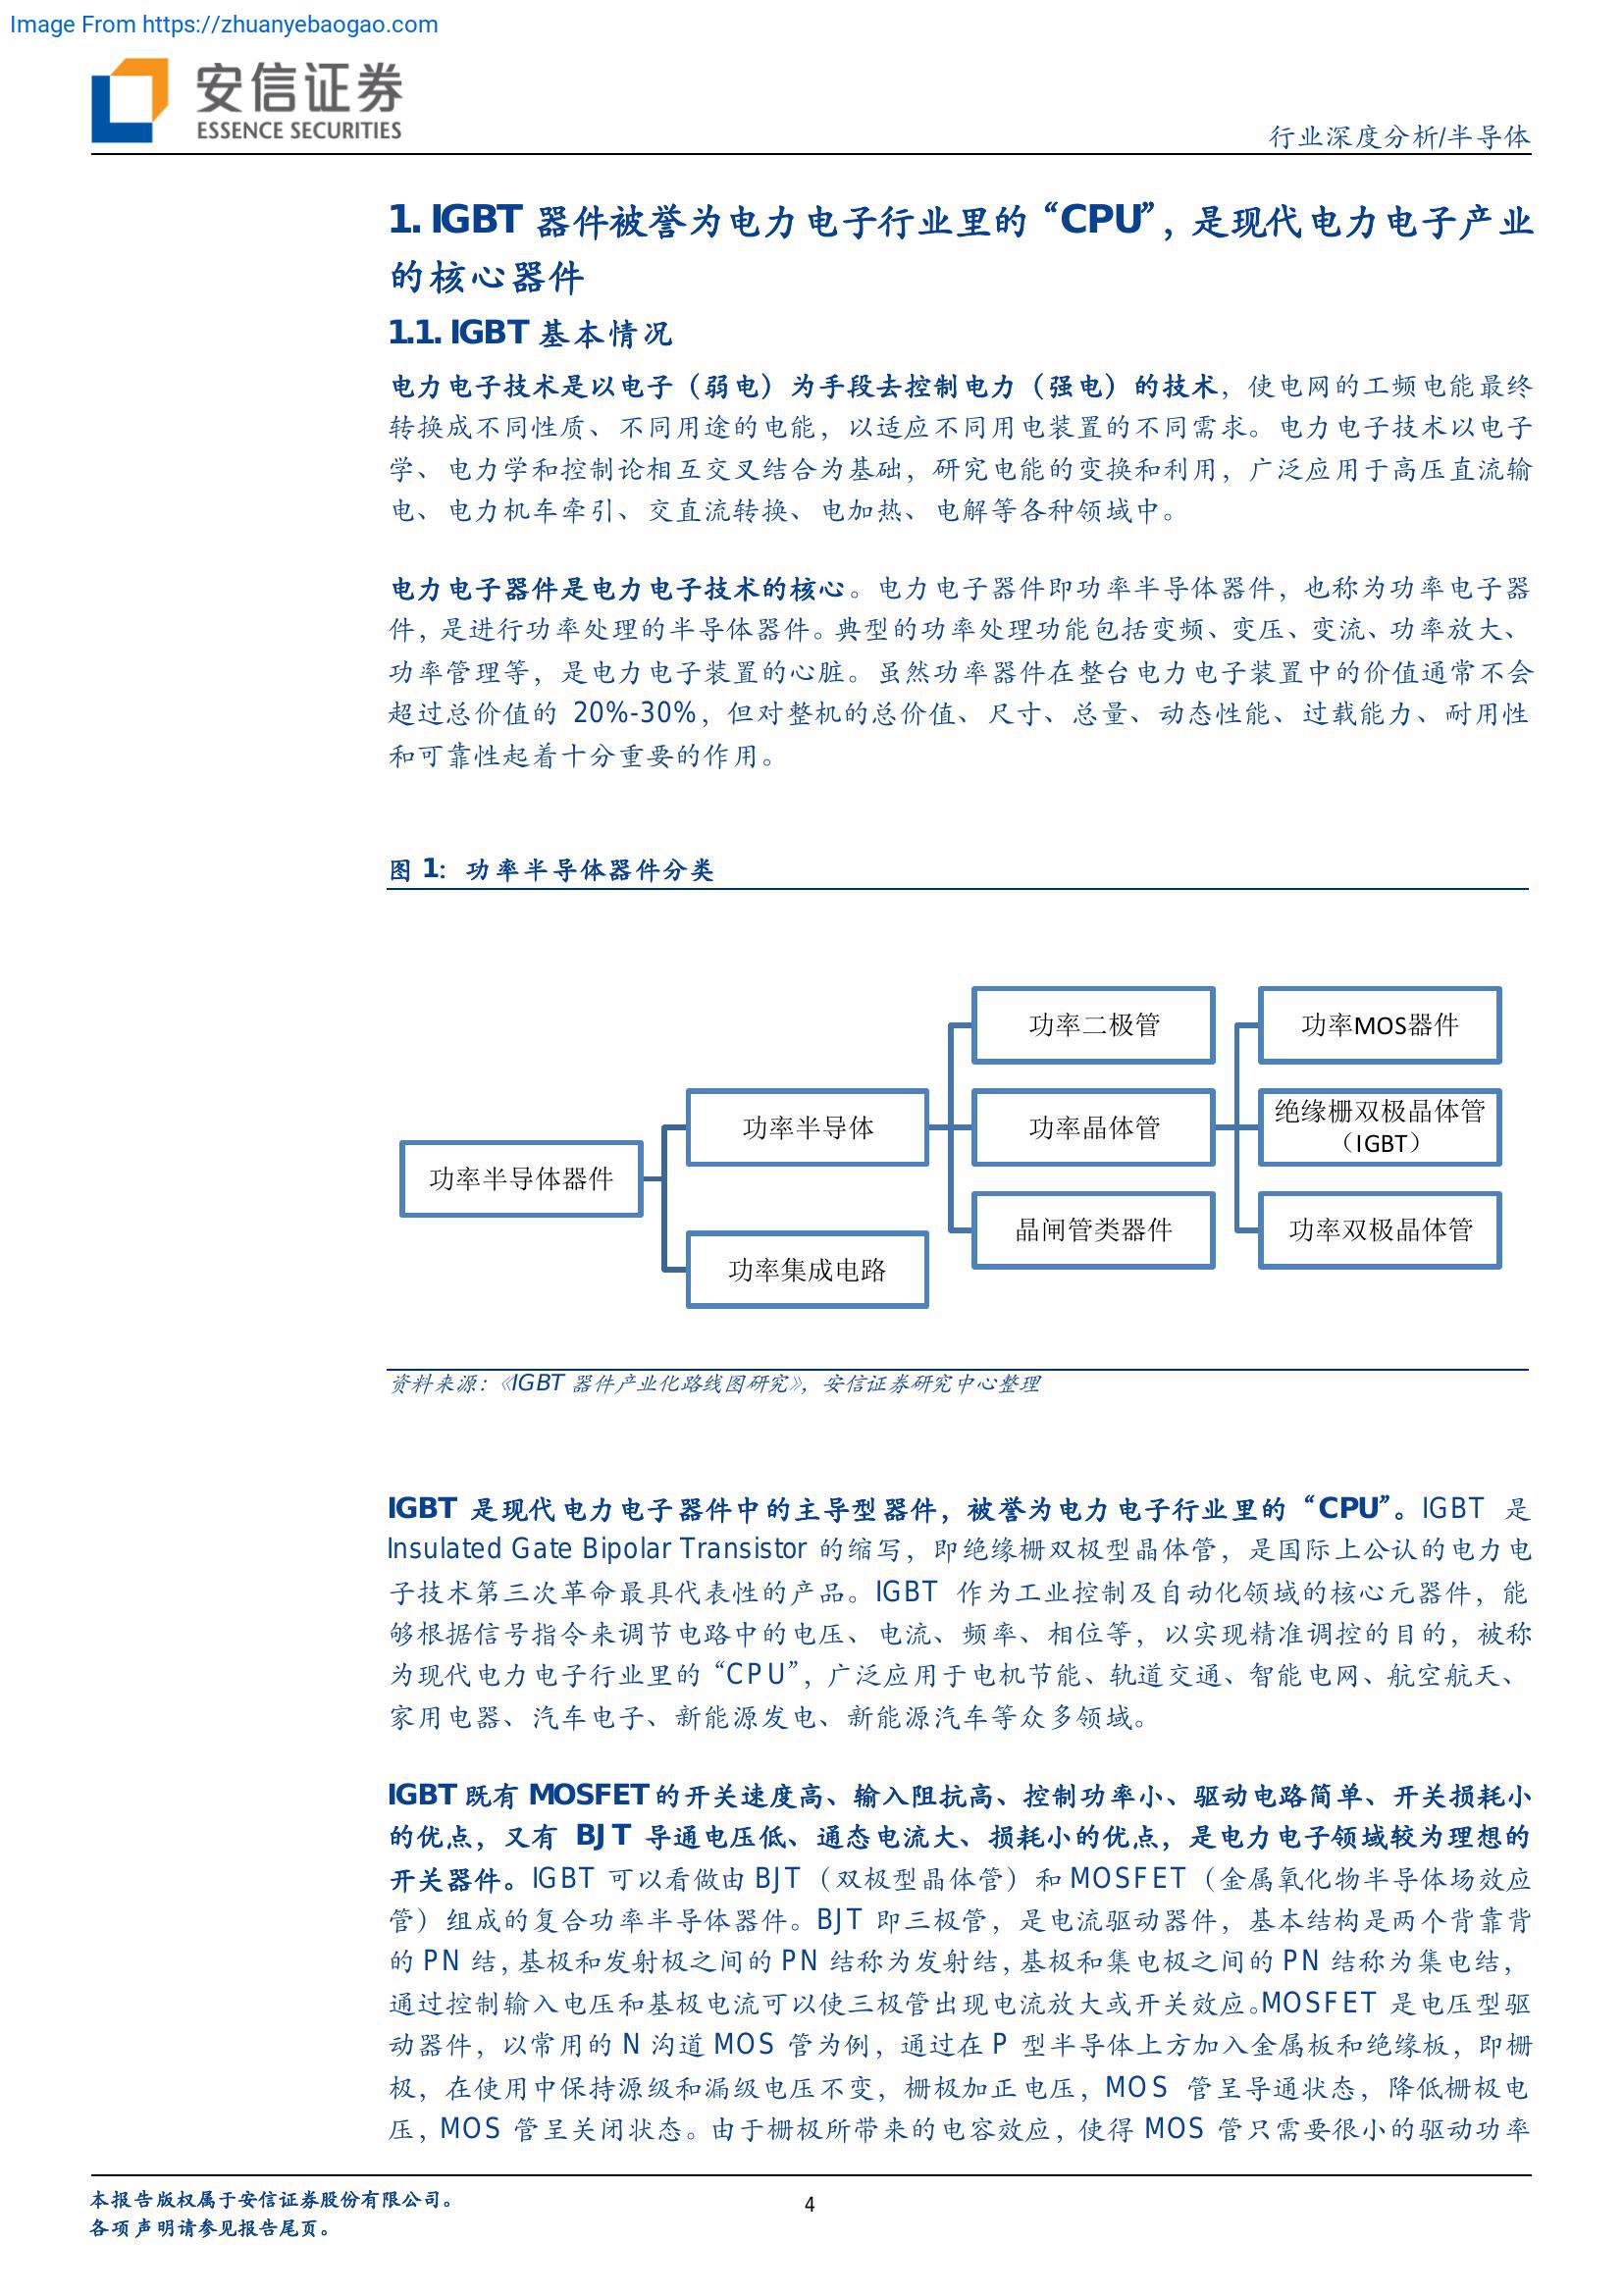 Image From https://zhuanyebaogao.com
安信证券
ESSENCE SECURITIES
行业深度分析/半导体
1. IGBT 器件被誉为电力电子行业里的“CPU”，是现代电力电子产业
的核心器件
1.1. IGBT 基本情况
电力电子技术是以电子（弱电）为手段去控制电力（强电）的技术，使电网的工频电能最终
转换成不同性质、不同用途的电能，以适应不同用电装置的不同需求。电力电子技术以电子
学、电力学和控制论相互交叉结合为基础，研究电能的变换和利用，广泛应用于高压直流输
电、电力机车牵引、交直流转换、电加热、电解等各种领域中。
电力电子器件是电力电子技术的核心。电力电子器件即功率半导体器件，也称为功率电子器
件，是进行功率处理的半导体器件。典型的功率处理功能包括变频、变压、变流、功率放大、
功率管理等，是电力电子装置的心脏。虽然功率器件在整台电力电子装置中的价值通常不会
超过总价值的 20%-30%，但对整机的总价值、尺寸、总量、动态性能、过载能力、耐用性
和可靠性起着十分重要的作用。
图 1：功率半导体器件分类
功率二极管
功率MOS器件
功率半导体
功率晶体管
绝缘栅双极晶体管
（IGBT）
功率半导体器件
晶闸管类器件
功率双极晶体管
功率集成电路
资料来源：《IGBT 器件产业化路线图研究》，安信证券研究中心整理
IGBT 是现代电力电子器件中的主导型器件，被誉为电力电子行业里的“CPU”。IGBT 是
Insulated Gate Bipolar Transistor 的缩写，即绝缘栅双极型晶体管，是国际上公认的电力电
子技术第三次革命最具代表性的产品。IGBT 作为工业控制及自动化领域的核心元器件，能
够根据信号指令来调节电路中的电压、电流、频率、相位等，以实现精准调控的目的，被称
为现代电力电子行业里的“CPU”，广泛应用于电机节能、轨道交通、智能电网、航空航天、
家用电器、汽车电子、新能源发电、新能源汽车等众多领域。
IGBT 既有 MOSFET 的开关速度高、输入阻抗高、控制功率小、驱动电路简单、开关损耗小
的优点，又有 BJT 导通电压低、通态电流大、损耗小的优点，是电力电子领域较为理想的
开关器件。IGBT 可以看做由 BJT（双极型晶体管）和 MOSFET（金属氧化物半导体场效应
管）组成的复合功率半导体器件。BJT 即三极管，是电流驱动器件，基本结构是两个背靠背
的 PN 结，基极和发射极之间的 PN 结称为发射结，基极和集电极之间的 PN 结称为集电结，
通过控制输入电压和基极电流可以使三极管出现电流放大或开关效应。MOSFET 是电压型驱
动器件，以常用的 N 沟道 MOS 管为例，通过在 P 型半导体上方加入金属板和绝缘板，即栅
极，在使用中保持源级和漏级电压不变，栅极加正电压，MOS 管呈导通状态，降低栅极电
压，MOS 管呈关闭状态。由于栅极所带来的电容效应，使得 MOS 管只需要很小的驱动功率
本报告版权属于安信证券股份有限公司。
4
各项声明请参见报告尾页。